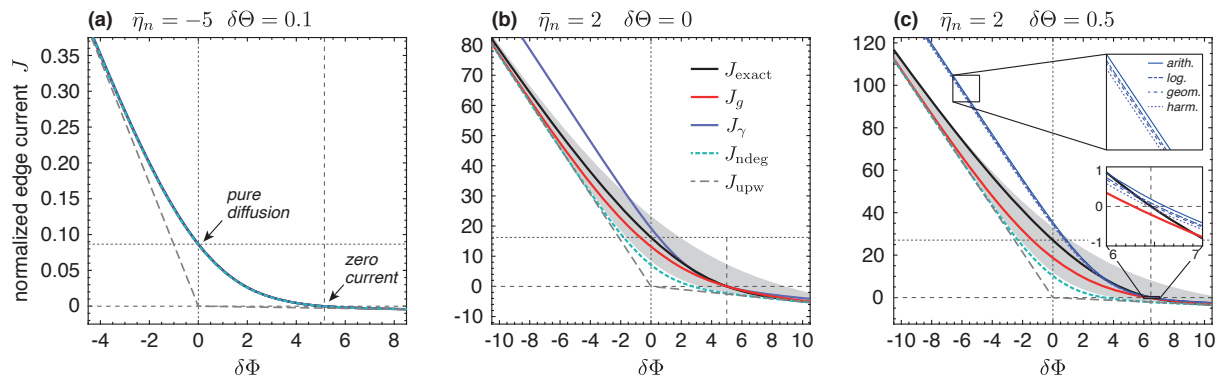 (a) η̄ₙ = −5 δΘ = 0.1
normalized edge current J
0.35
0.30
0.25
0.20
0.15
0.10
0.05
0
pure
diffusion
zero
current
-4 -2 0 2 4 6 8
δΦ
(b) η̄ₙ = 2 δΘ = 0
80
70
60
50
40
30
20
10
0
-10
J_exact
J_g
J_γ
J_ndeg
J_upw
-10 -8 -6 -4 -2 0 2 4 6 8 10
δΦ
(c) η̄ₙ = 2 δΘ = 0.5
120
100
80
60
40
20
0
arith.
log.
geom.
harm.
1
0
-1
6 7
-10 -8 -6 -4 -2 0 2 4 6 8 10
δΦ